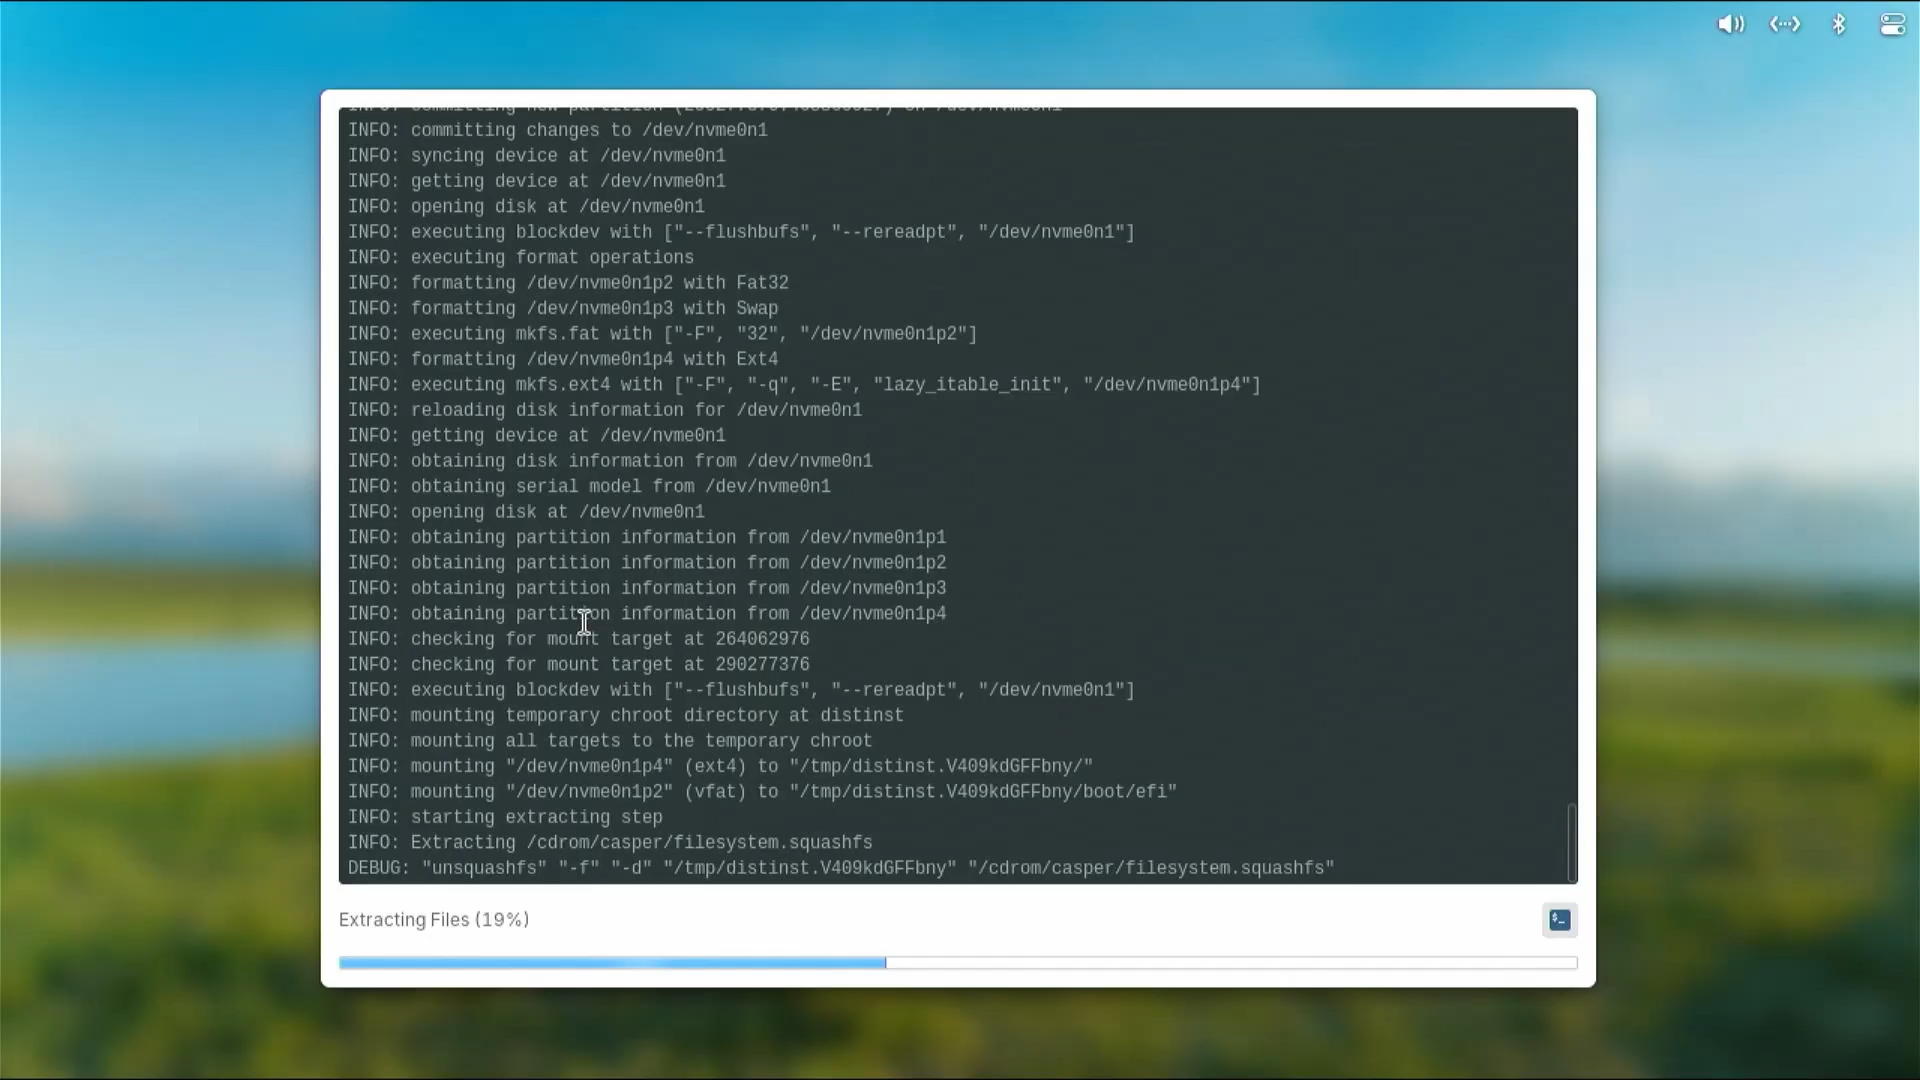 INFO: committing new partition
on /dev/nvme0n1
INFO: committing changes to /dev/nvme0n1
INFO: syncing device at /dev/nvme0n1
INFO: getting device at /dev/nvme0n1
INFO: opening disk at /dev/nvme0n1
INFO: executing blockdev with ["--flushbufs", "--rereadpt", "/dev/nvme0n1"]
INFO: executing format operations
INFO: formatting /dev/nvme0n1p2 with Fat32
INFO: formatting /dev/nvme0n1p3 with Swap
INFO: executing mkfs.fat with ["-F", "32", "/dev/nvme0n1p2"]
INFO: formatting /dev/nvme0n1p4 with Ext4
INFO: executing mkfs.ext4 with ["-F", "-q", "-E", "lazy_itable_init", "/dev/nvme0n1p4"]
INFO: reloading disk information for /dev/nvme0n1
INFO: getting device at /dev/nvme0n1
INFO: obtaining disk information from /dev/nvme0n1
INFO: obtaining serial model from /dev/nvme0n1
INFO: opening disk at /dev/nvme0n1
INFO: obtaining partition information from /dev/nvme0n1p1
INFO: obtaining partition information from /dev/nvme0n1p2
INFO: obtaining partition information from /dev/nvme0n1p3
INFO: obtaining partition information from /dev/nvme0n1p4
INFO: checking for mount target at 264062976
INFO: checking for mount target at 290277376
INFO: executing blockdev with ["--flushbufs", "--rereadpt", "/dev/nvme0n1"]
INFO: mounting temporary chroot directory at distinst
INFO: mounting all targets to the temporary chroot
INFO: mounting "/dev/nvme0n1p4" (ext4) to "/tmp/distinst.V409kdGFFbny/"
INFO: mounting "/dev/nvme0n1p2" (vfat) to "/tmp/distinst.V409kdGFFbny/boot/efi"
INFO: starting extracting step
INFO: Extracting /cdrom/casper/filesystem.squashfs
DEBUG: "unsquashfs" "-f" "-d" "/tmp/distinst.V409kdGFFbny" "/cdrom/casper/filesystem.squashfs"
Extracting Files (19%)